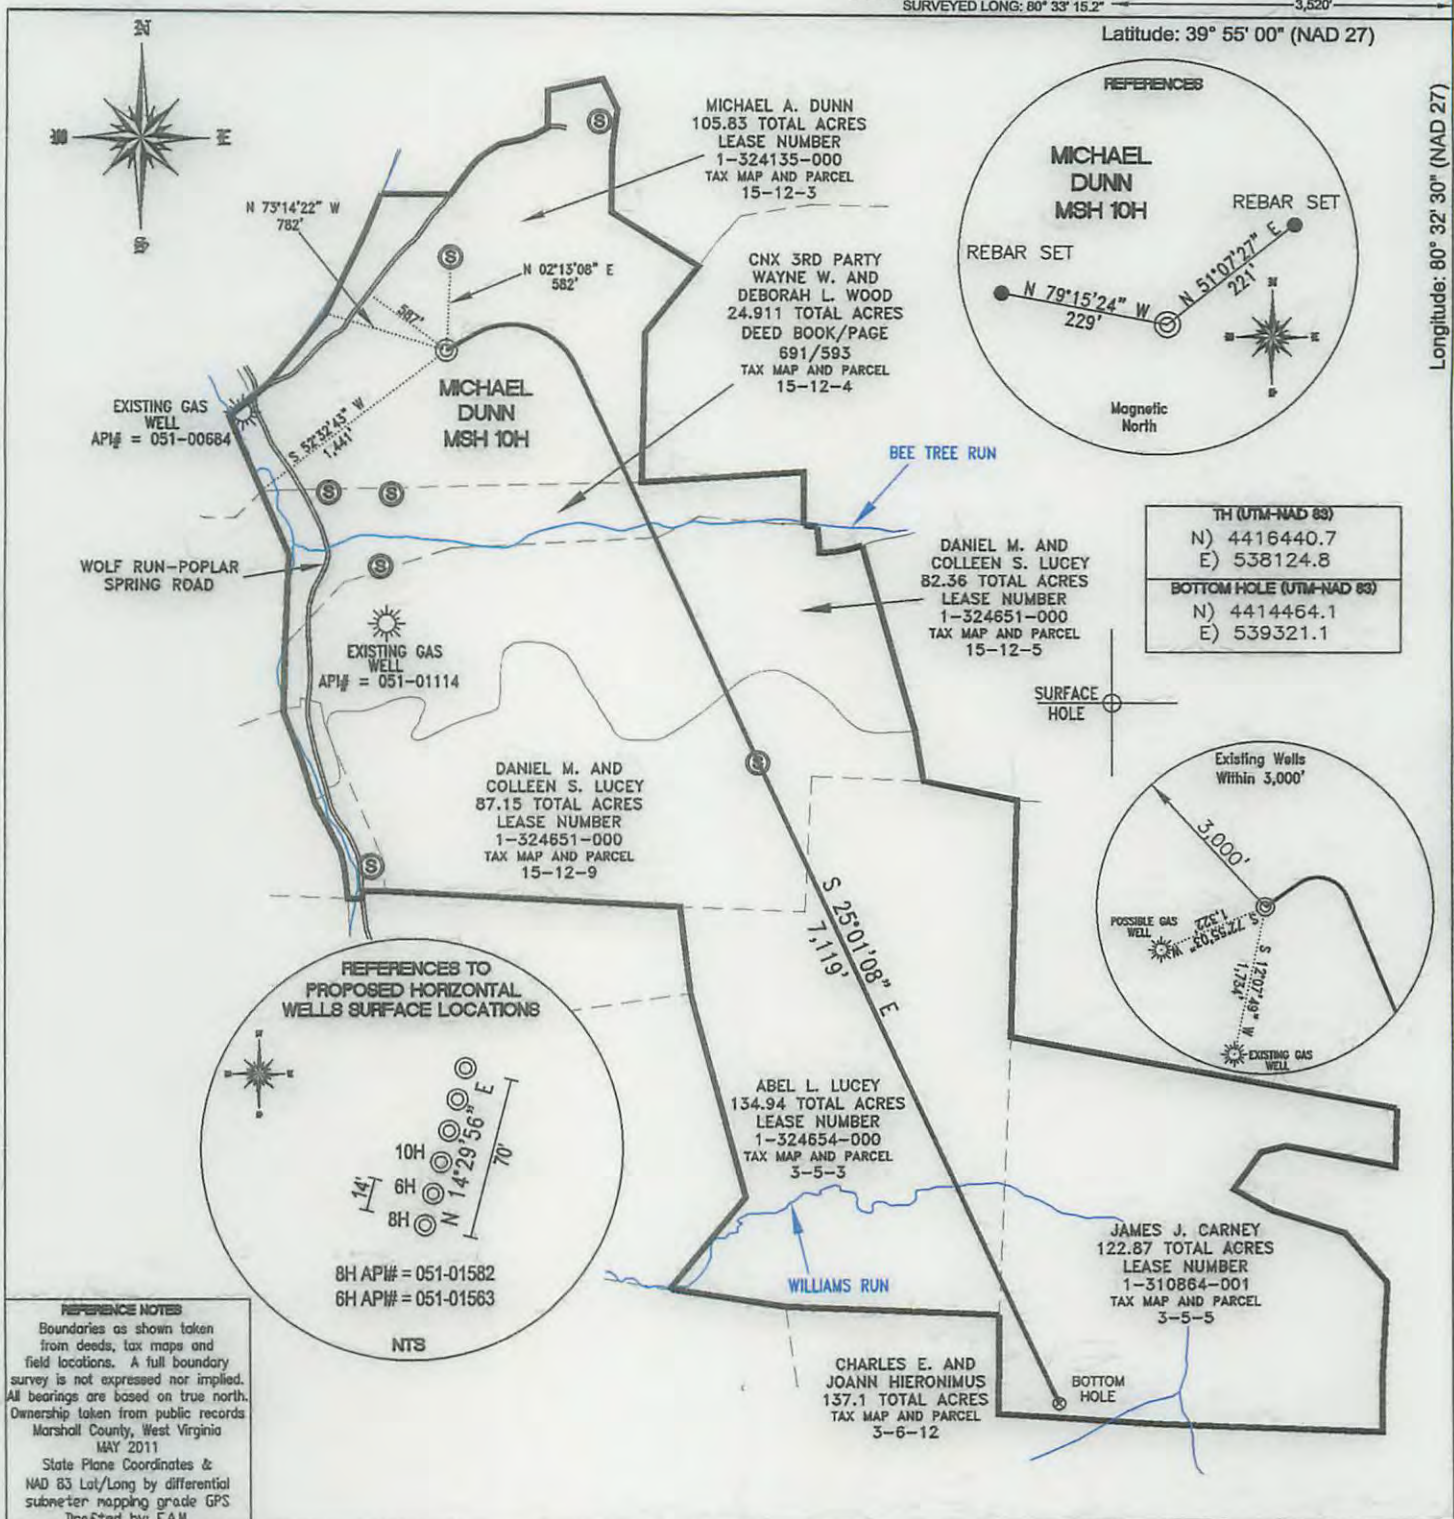 SURVEYED LONG: 80° 33' 15.2"
3,520'
Latitude: 39° 55' 00" (NAD 27)
Longitude: 80° 32' 30" (NAD 27)
N
W
E
S
N 73°14'22" W
782'
N 02°13'08" E
582'
587'
S 52°32'43" W
1,441'
MICHAEL A. DUNN
105.83 TOTAL ACRES
LEASE NUMBER
1-324135-000
TAX MAP AND PARCEL
15-12-3
CNX 3RD PARTY
WAYNE W. AND
DEBORAH L. WOOD
24.911 TOTAL ACRES
DEED BOOK/PAGE
691/593
TAX MAP AND PARCEL
15-12-4
REFERENCES
MICHAEL
DUNN
MSH 10H
REBAR SET
REBAR SET
N 51°07'27" E
221'
N 79°15'24" W
229'
Magnetic
North
MICHAEL
DUNN
MSH 10H
EXISTING GAS
WELL
API# = 051-00684
S
S
S
S
S
S
S
BEE TREE RUN
WOLF RUN-POPLAR
SPRING ROAD
EXISTING GAS
WELL
API# = 051-01114
DANIEL M. AND
COLLEEN S. LUCEY
82.36 TOTAL ACRES
LEASE NUMBER
1-324651-000
TAX MAP AND PARCEL
15-12-5
TH (UTM-NAD 83)
N) 4416440.7
E) 538124.8
BOTTOM HOLE (UTM-NAD 83)
N) 4414464.1
E) 539321.1
SURFACE
HOLE
DANIEL M. AND
COLLEEN S. LUCEY
87.15 TOTAL ACRES
LEASE NUMBER
1-324651-000
TAX MAP AND PARCEL
15-12-9
Existing Wells
Within 3,000'
3,000'
POSSIBLE GAS
WELL
S 72°55'03" W
1,322'
S 12°07'49" W
1,734'
EXISTING GAS
WELL
S 25°01'08" E
7,119'
REFERENCES TO
PROPOSED HORIZONTAL
WELLS SURFACE LOCATIONS
10H
6H
8H
14'
N 14°29'56" E
70'
8H API# = 051-01582
6H API# = 051-01563
NTS
ABEL L. LUCEY
134.94 TOTAL ACRES
LEASE NUMBER
1-324654-000
TAX MAP AND PARCEL
3-5-3
WILLIAMS RUN
JAMES J. CARNEY
122.87 TOTAL ACRES
LEASE NUMBER
1-310864-001
TAX MAP AND PARCEL
3-5-5
CHARLES E. AND
JOANN HIERONIMUS
137.1 TOTAL ACRES
TAX MAP AND PARCEL
3-6-12
BOTTOM
HOLE
REFERENCE NOTES
Boundaries as shown taken
from deeds, tax maps and
field locations. A full boundary
survey is not expressed nor implied.
All bearings are based on true north.
Ownership taken from public records
Marshall County, West Virginia
MAY 2011
State Plane Coordinates &
NAD 83 Lat/Long by differential
submeter mapping grade GPS
Drafted by: F.A.H.